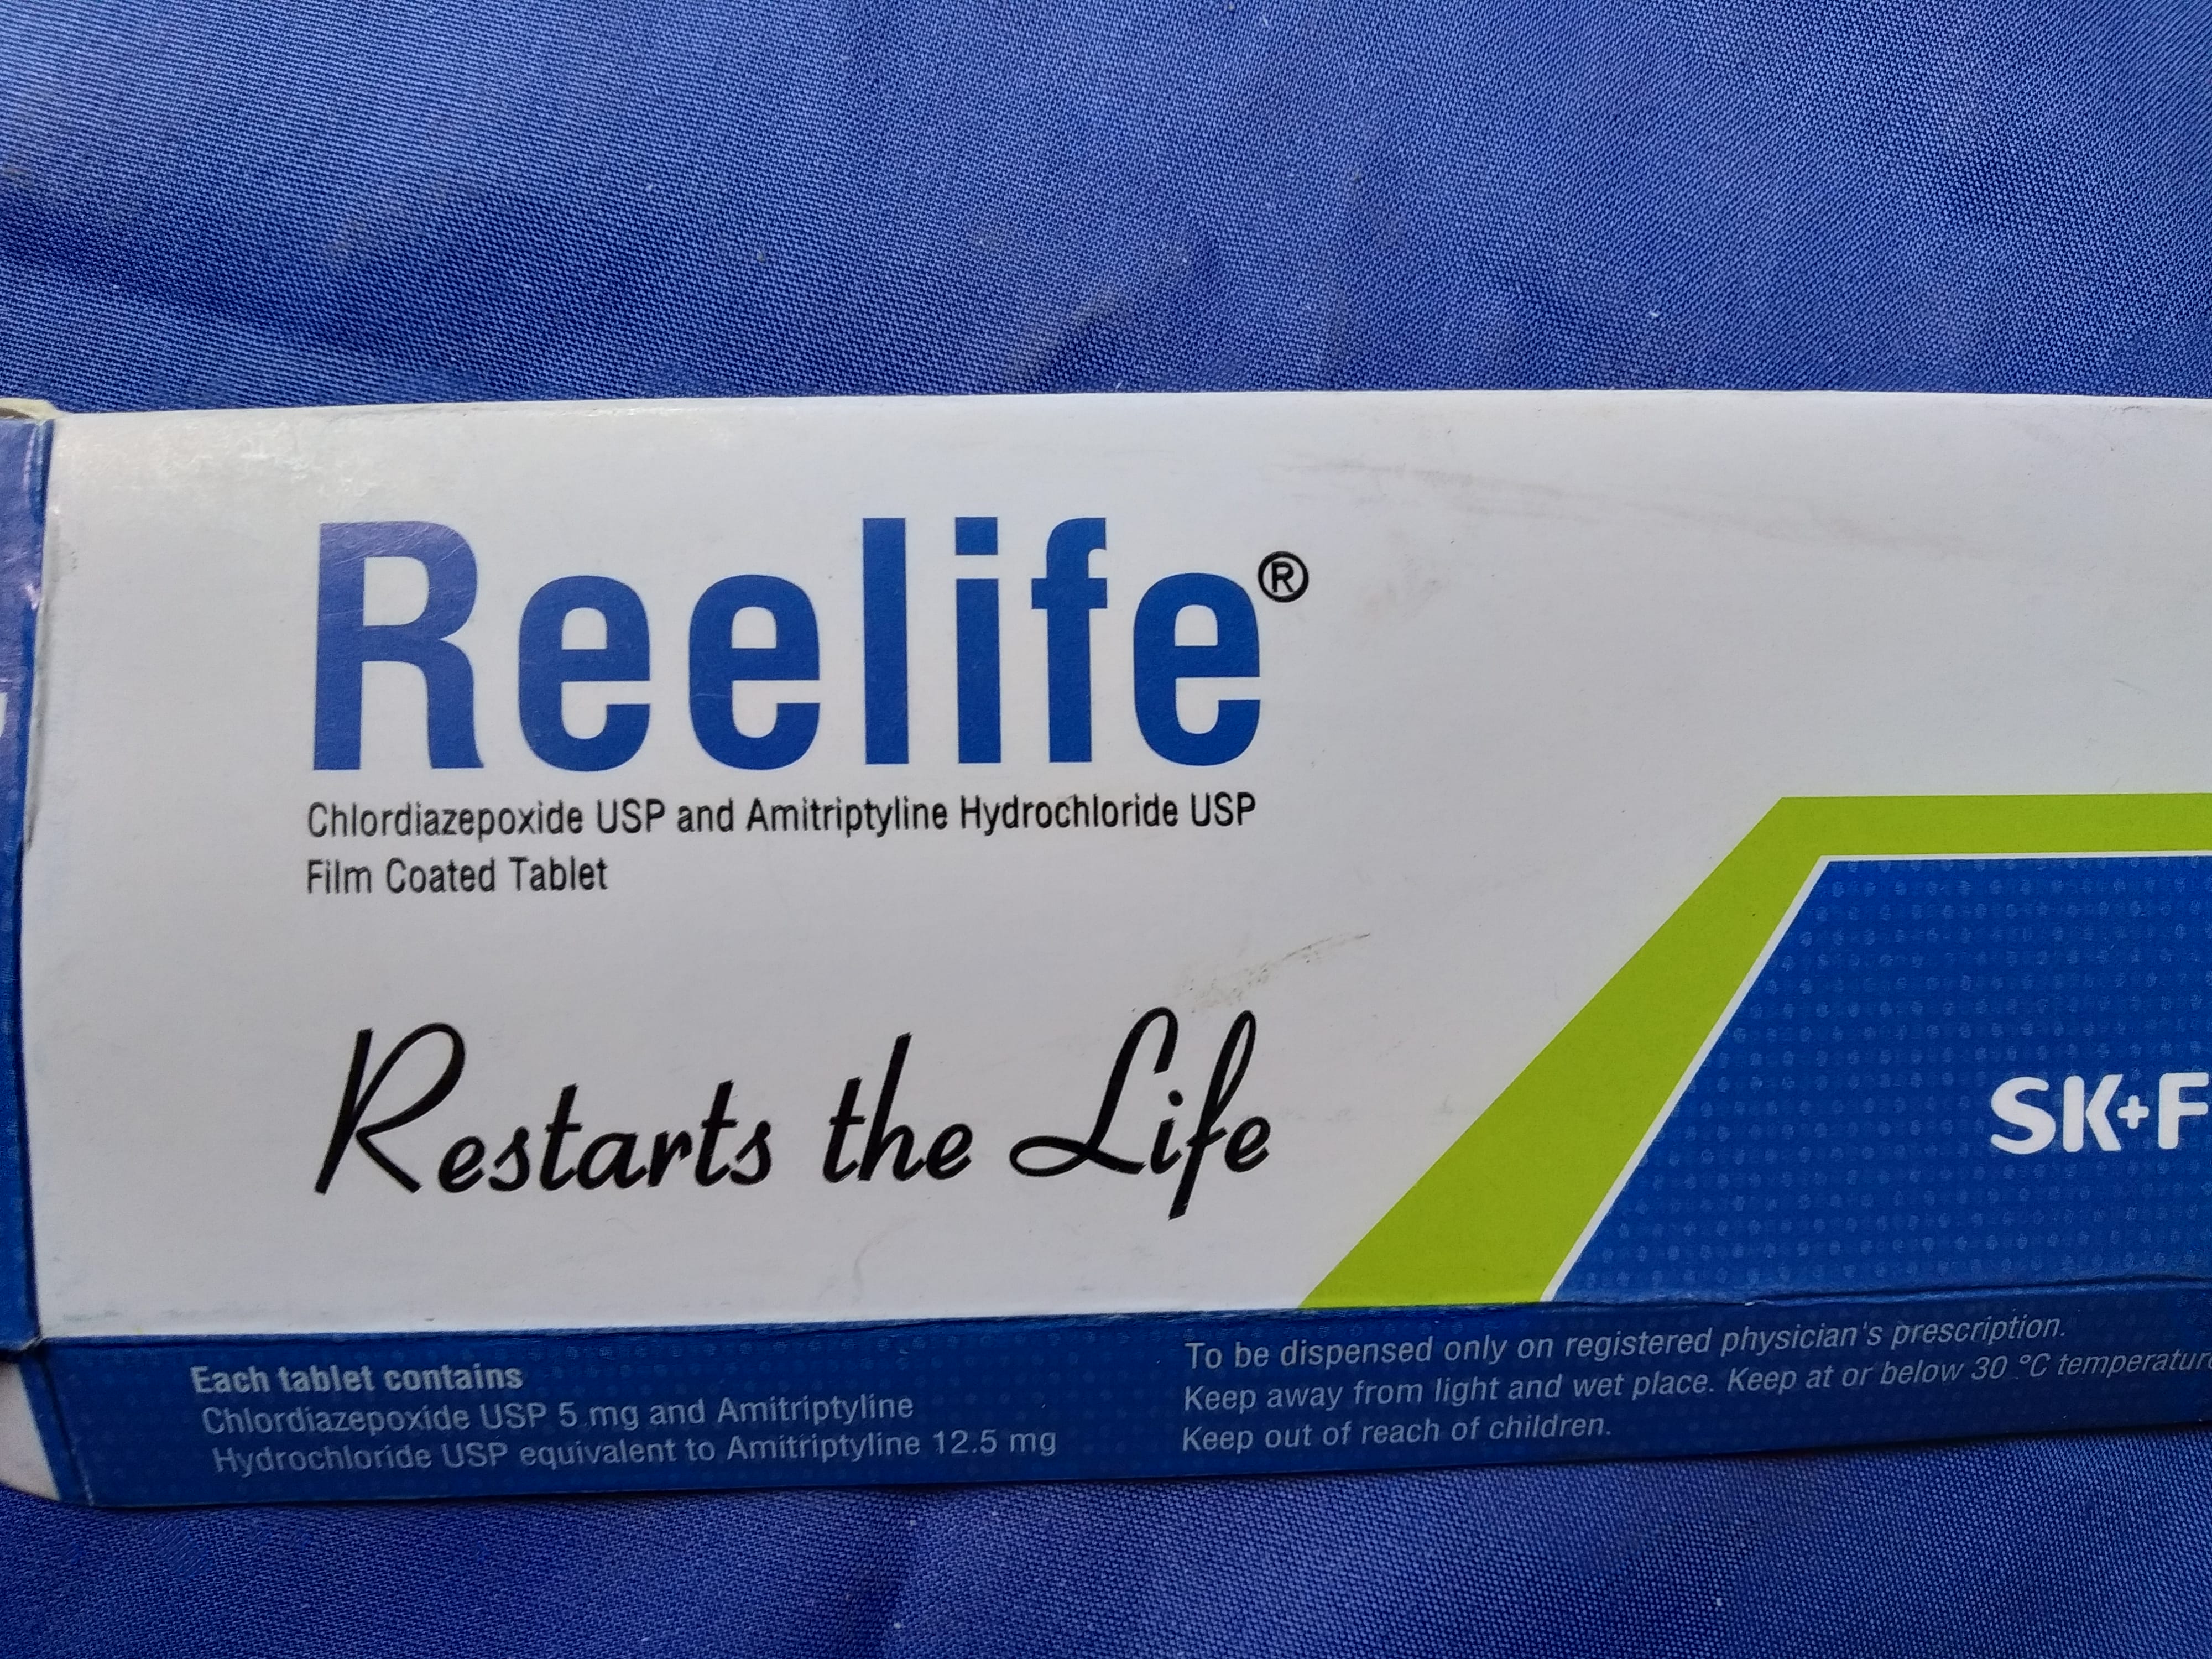 Reelife®
Chlordiazepoxide USP and Amitriptyline Hydrochloride USP
Film Coated Tablet
Restarts the Life
SK+F
Each tablet contains
Chlordiazepoxide USP 5 mg and Amitriptyline
Hydrochloride USP equivalent to Amitriptyline 12.5 mg
To be dispensed only on registered physician's prescription.
Keep away from light and wet place. Keep at or below 30 °C
Keep out of reach of children.